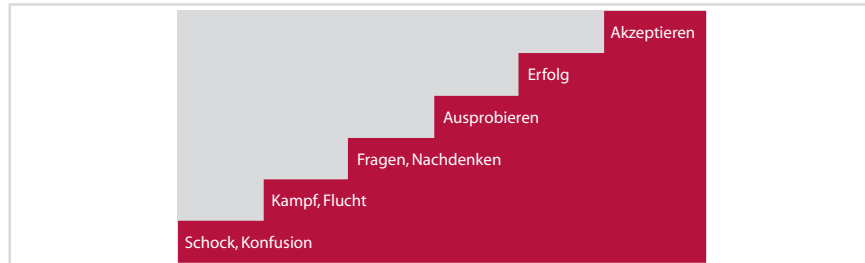 Akzeptieren
Erfolg
Ausprobieren
Fragen, Nachdenken
Kampf, Flucht
Schock, Konfusion